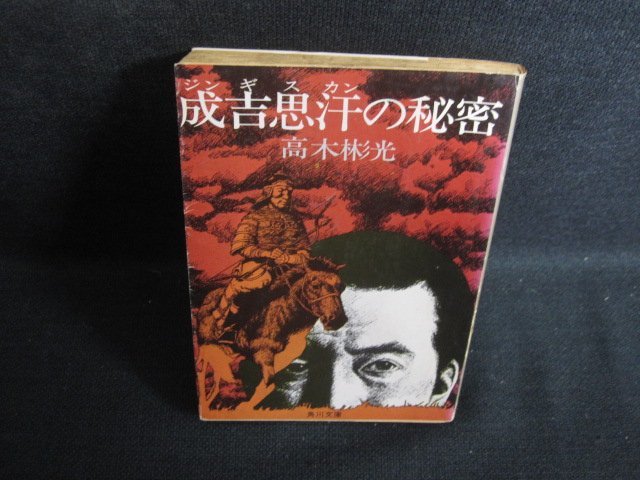 ジンギスカン
成吉思汗の秘密
高木彬光
角川文庫